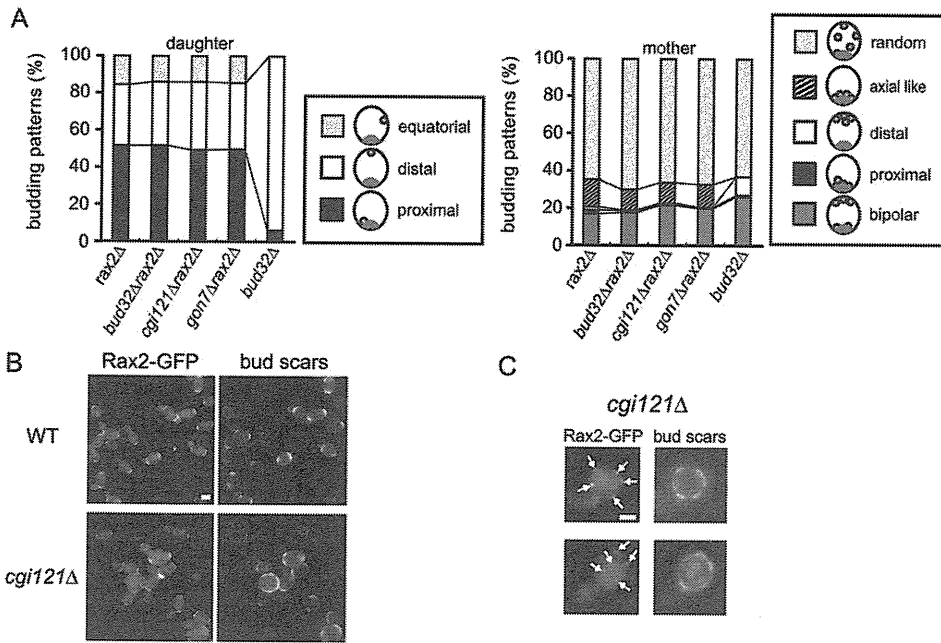 A
daughter
budding patterns (%)
100
80
60
40
20
0
rax2Δ
bud32Δrax2Δ
cgi121Δrax2Δ
gon7Δrax2Δ
bud32Δ
equatorial
distal
proximal
mother
budding patterns (%)
100
80
60
40
20
0
rax2Δ
bud32Δrax2Δ
cgi121Δrax2Δ
gon7Δrax2Δ
bud32Δ
random
axial like
distal
proximal
bipolar
B
Rax2-GFP
bud scars
WT
cgi121Δ
C
cgi121Δ
Rax2-GFP
bud scars